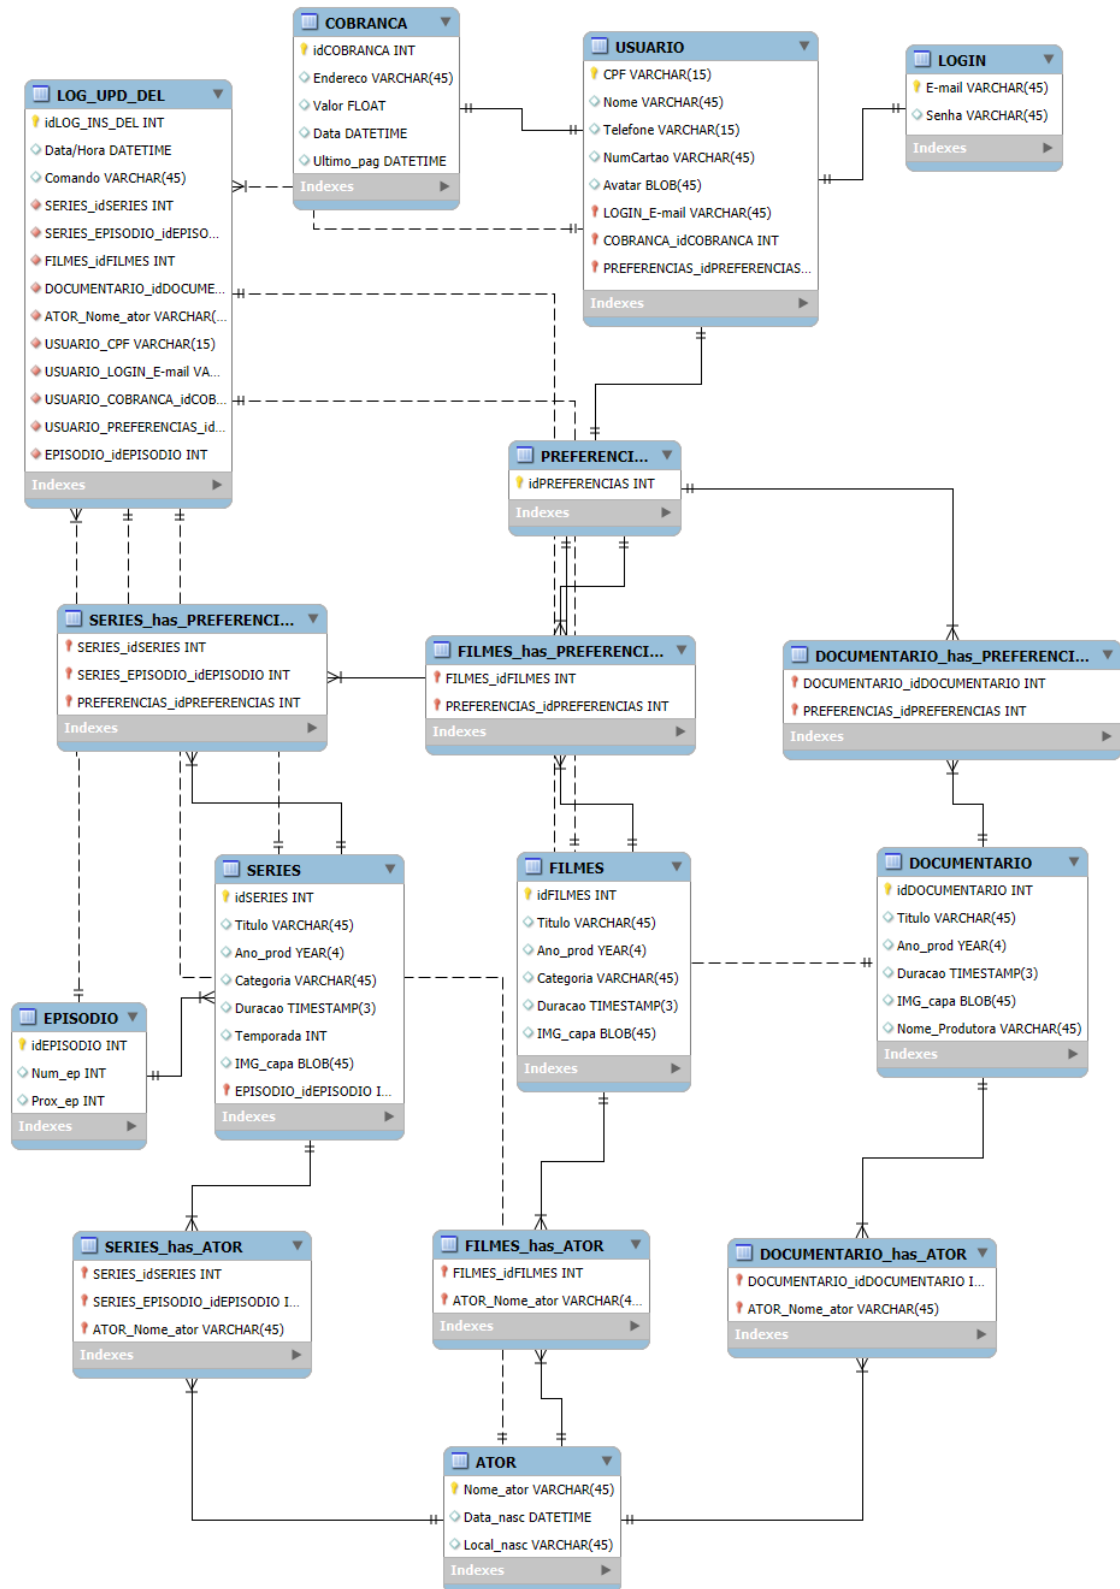 COBRANCA
idCOBRANCA INT
Endereco VARCHAR(45)
Valor FLOAT
Data DATETIME
Ultimo_pag DATETIME
Indexes
USUARIO
CPF VARCHAR(15)
Nome VARCHAR(45)
Telefone VARCHAR(15)
NumCartao VARCHAR(45)
Avatar BLOB(45)
LOGIN_E-mail VARCHAR(45)
COBRANCA_idCOBRANCA INT
PREFERENCIAS_idPREFERENCIAS...
Indexes
LOGIN
E-mail VARCHAR(45)
Senha VARCHAR(45)
Indexes
LOG_UPD_DEL
idLOG_INS_DEL INT
Data/Hora DATETIME
Comando VARCHAR(45)
SERIES_idSERIES INT
SERIES_EPISODIO_idEPISO...
FILMES_idFILMES INT
DOCUMENTARIO_idDOCUME...
ATOR_Nome_ator VARCHAR(...
USUARIO_CPF VARCHAR(15)
USUARIO_LOGIN_E-mail VA...
USUARIO_COBRANCA_idCOB...
USUARIO_PREFERENCIAS_id...
EPISODIO_idEPISODIO INT
Indexes
PREFERENCI...
idPREFERENCIAS INT
Indexes
SERIES_has_PREFERENCI...
SERIES_idSERIES INT
SERIES_EPISODIO_idEPISODIO INT
PREFERENCIAS_idPREFERENCIAS INT
Indexes
FILMES_has_PREFERENCI...
FILMES_idFILMES INT
PREFERENCIAS_idPREFERENCIAS INT
Indexes
DOCUMENTARIO_has_PREFERENCI...
DOCUMENTARIO_idDOCUMENTARIO INT
PREFERENCIAS_idPREFERENCIAS INT
Indexes
SERIES
idSERIES INT
Titulo VARCHAR(45)
Ano_prod YEAR(4)
Categoria VARCHAR(45)
Duracao TIMESTAMP(3)
Temporada INT
IMG_capa BLOB(45)
EPISODIO_idEPISODIO I...
Indexes
FILMES
idFILMES INT
Titulo VARCHAR(45)
Ano_prod YEAR(4)
Categoria VARCHAR(45)
Duracao TIMESTAMP(3)
IMG_capa BLOB(45)
Indexes
DOCUMENTARIO
idDOCUMENTARIO INT
Titulo VARCHAR(45)
Ano_prod YEAR(4)
Duracao TIMESTAMP(3)
IMG_capa BLOB(45)
Nome_Produtora VARCHAR(45)
Indexes
EPISODIO
idEPISODIO INT
Num_ep INT
Prox_ep INT
Indexes
SERIES_has_ATOR
SERIES_idSERIES INT
SERIES_EPISODIO_idEPISODIO I...
ATOR_Nome_ator VARCHAR(45)
Indexes
FILMES_has_ATOR
FILMES_idFILMES INT
ATOR_Nome_ator VARCHAR(4...
Indexes
DOCUMENTARIO_has_ATOR
DOCUMENTARIO_idDOCUMENTARIO I...
ATOR_Nome_ator VARCHAR(45)
Indexes
ATOR
Nome_ator VARCHAR(45)
Data_nasc DATETIME
Local_nasc VARCHAR(45)
Indexes